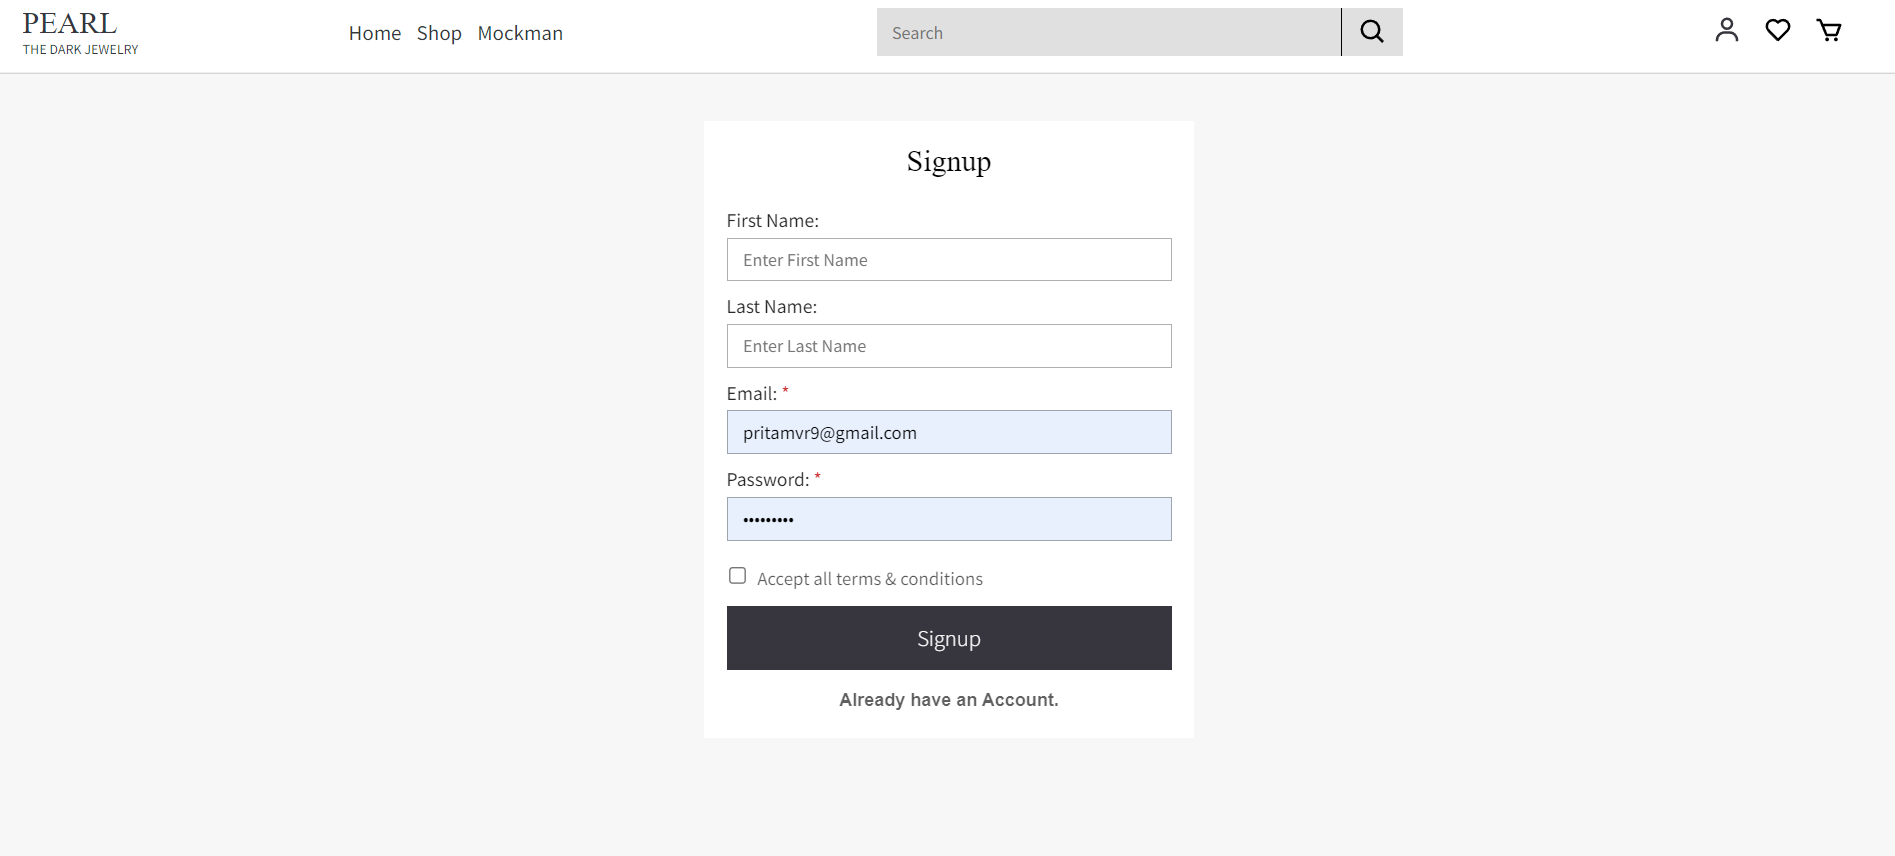 PEARL
THE DARK JEWELRY
Home Shop Mockman
Search
Signup
First Name:
Enter First Name
Last Name:
Enter Last Name
Email: *
pritamvr9@gmail.com
Password: *
•••••••••
Accept all terms & conditions
Signup
Already have an Account.